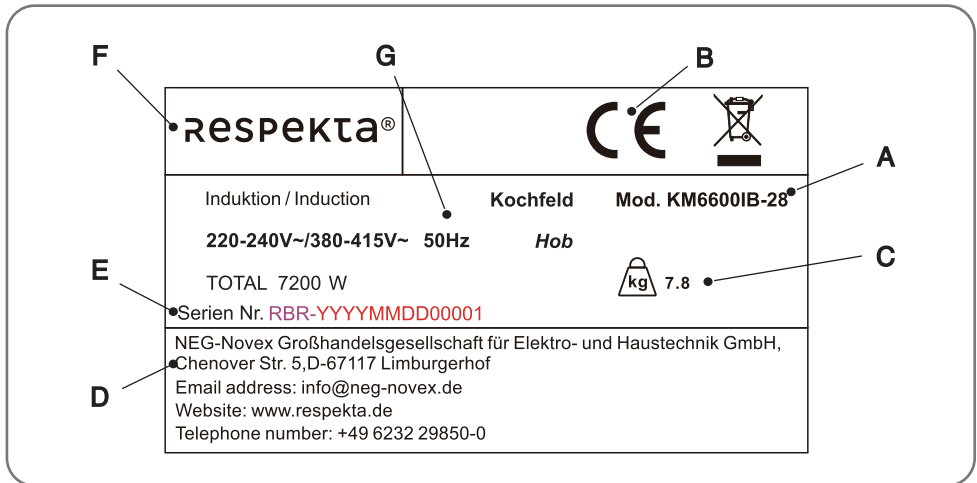 F
G
B
Respekta®
CE
A
Induktion / Induction Kochfeld Mod. KM6600IB-28
220-240V~/380-415V~ 50Hz Hob
C
E
TOTAL 7200 W kg 7.8
Serien Nr. RBR-YYYYMMDD00001
NEG-Novex Großhandelsgesellschaft für Elektro- und Haustechnik GmbH,
Chenover Str. 5,D-67117 Limburgerhof
D
Email address: info@neg-novex.de
Website: www.respekta.de
Telephone number: +49 6232 29850-0